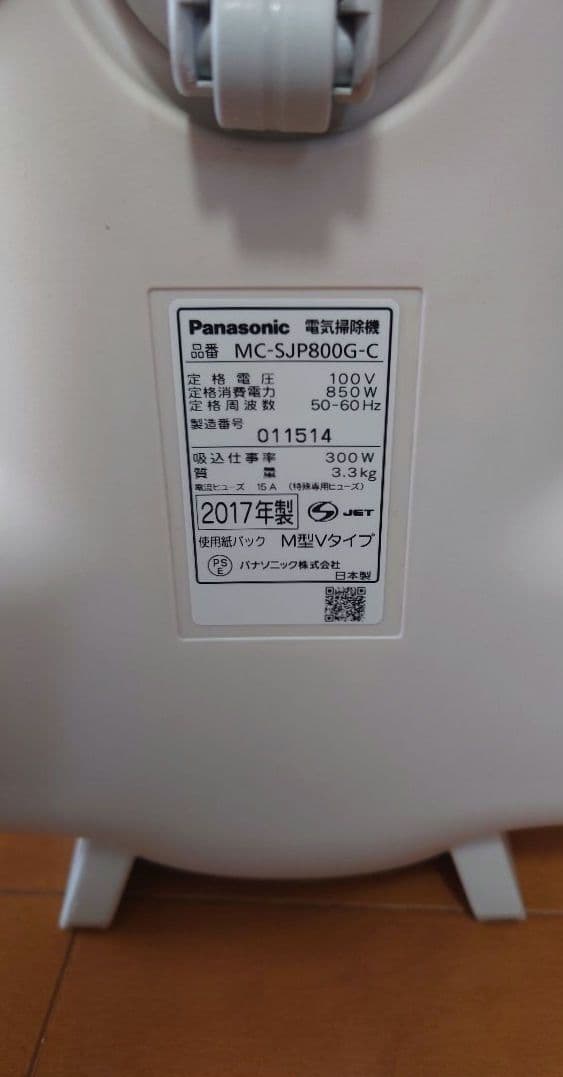 Panasonic 電気掃除機
品番 MC-SJP800G-C
定格電圧 100V
定格消費電力 850W
定格周波数 50-60Hz
製造番号
011514
吸込仕事率 300W
質量 3.3kg
電流ヒューズ 15A (特殊専用ヒューズ)
2017年製 S JET
使用紙パック M型Vタイプ
PSE パナソニック株式会社
日本製